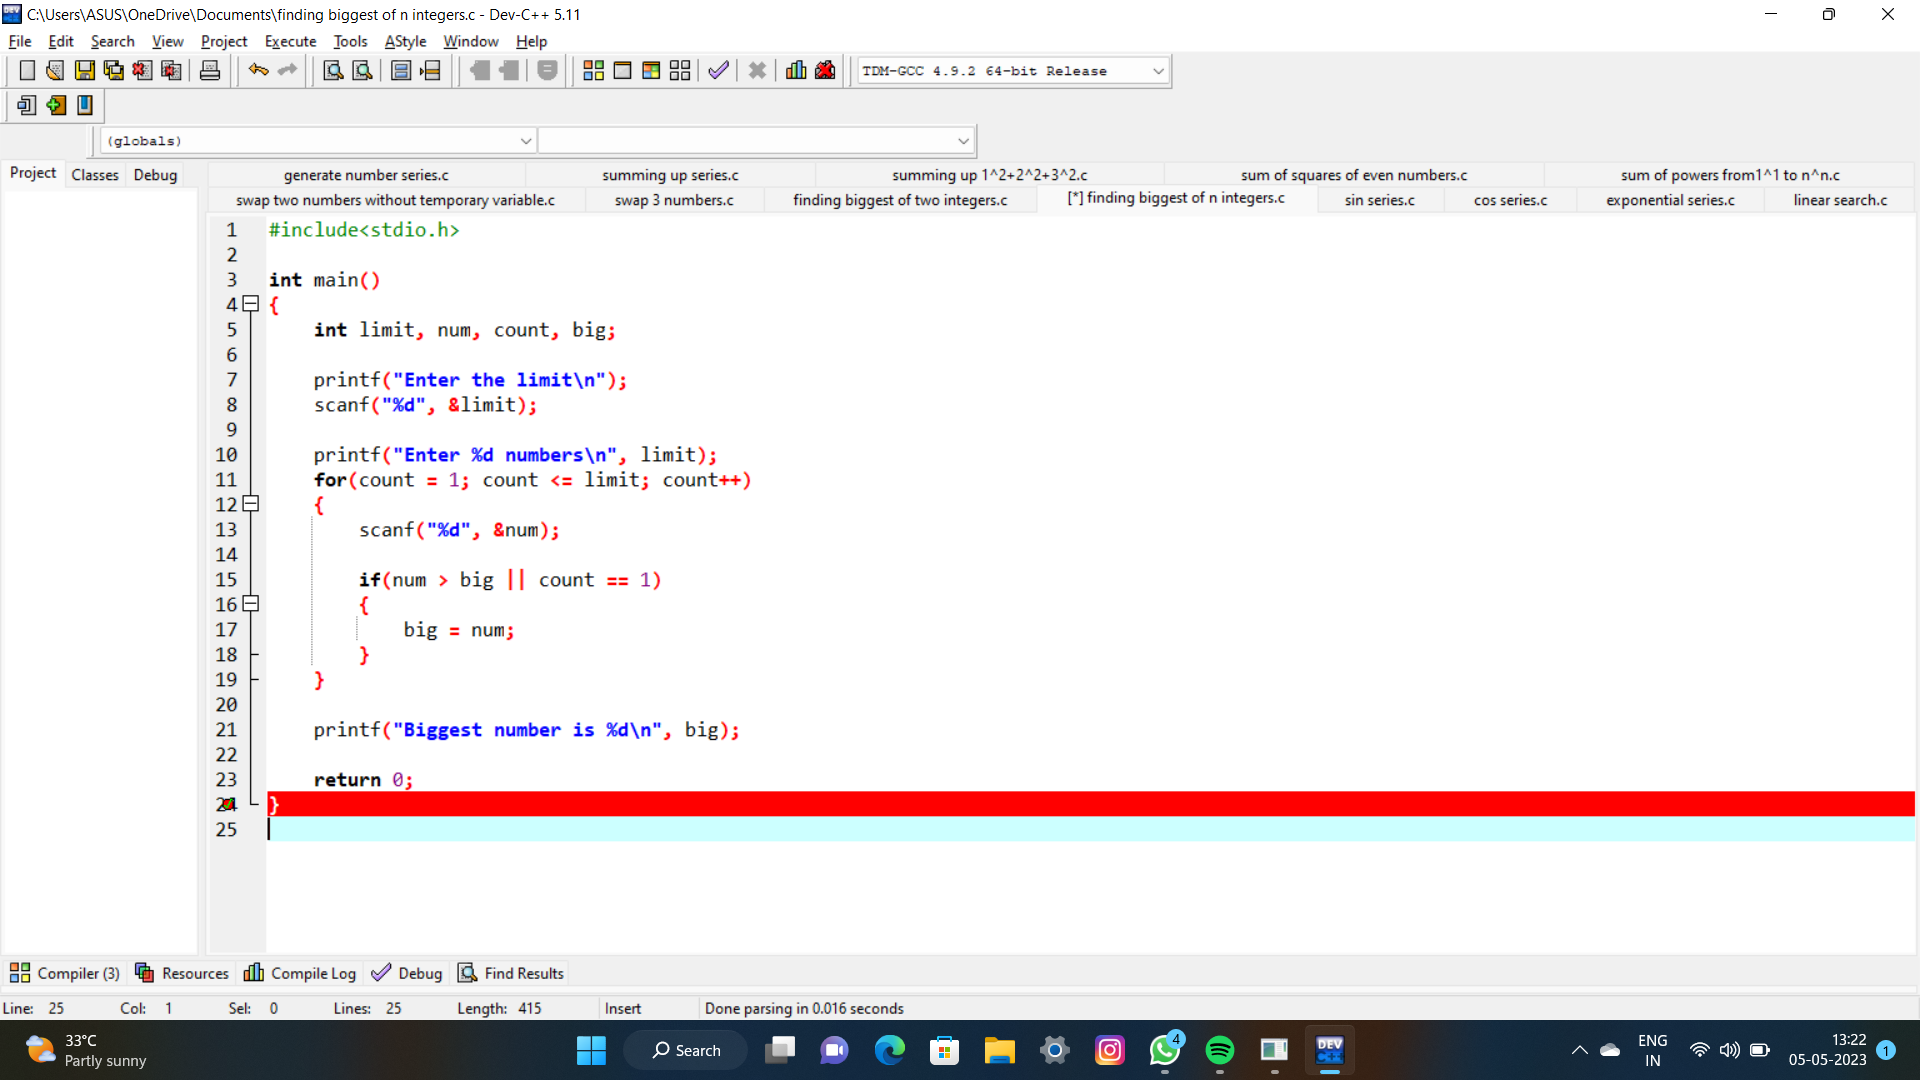 C:\Users\ASUS\OneDrive\Documents\finding biggest of n integers.c - Dev-C++ 5.11
File Edit Search View Project Execute Tools AStyle Window Help
TDM-GCC 4.9.2 64-bit Release
(globals)
Project Classes Debug
generate number series.c summing up series.c summing up 1^2+2^2+3^2.c sum of squares of even numbers.c sum of powers from1^1 to n^n.c
swap two numbers without temporary variable.c swap 3 numbers.c finding biggest of two integers.c [*] finding biggest of n integers.c sin series.c cos series.c exponential series.c linear search.c
1 #include<stdio.h>
2
3 int main()
4 {
5 int limit, num, count, big;
6
7 printf("Enter the limit\n");
8 scanf("%d", &limit);
9
10 printf("Enter %d numbers\n", limit);
11 for(count = 1; count <= limit; count++)
12 {
13 scanf("%d", &num);
14
15 if(num > big || count == 1)
16 {
17 big = num;
18 }
19 }
20
21 printf("Biggest number is %d\n", big);
22
23 return 0;
24 }
25
Compiler (3) Resources Compile Log Debug Find Results
Line: 25 Col: 1 Sel: 0 Lines: 25 Length: 415 Insert Done parsing in 0.016 seconds
33°C
Partly sunny
Search
DEV
C++
4
ENG
IN
13:22
05-05-2023
1